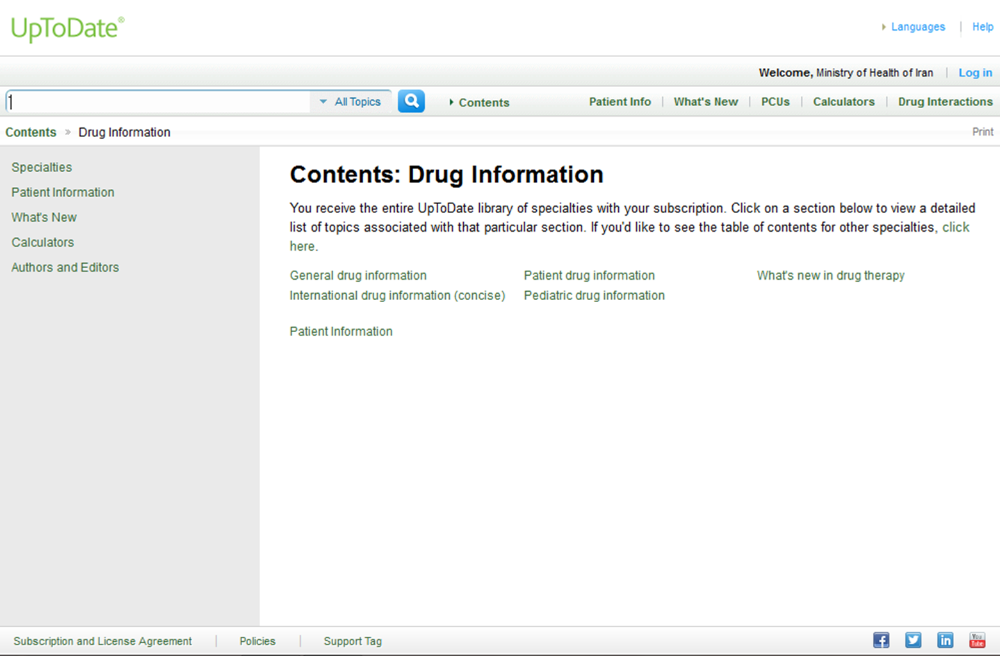 UpToDate®
Languages | Help
Welcome, Ministry of Health of Iran | Log in
All Topics Contents Patient Info | What's New | PCUs | Calculators | Drug Interactions
Contents » Drug Information Print
Specialties
Patient Information
What's New
Calculators
Authors and Editors
Contents: Drug Information
You receive the entire UpToDate library of specialties with your subscription. Click on a section below to view a detailed
list of topics associated with that particular section. If you'd like to see the table of contents for other specialties, click
here.
General drug information Patient drug information What's new in drug therapy
International drug information (concise) Pediatric drug information
Patient Information
Subscription and License Agreement | Policies | Support Tag
You Tube